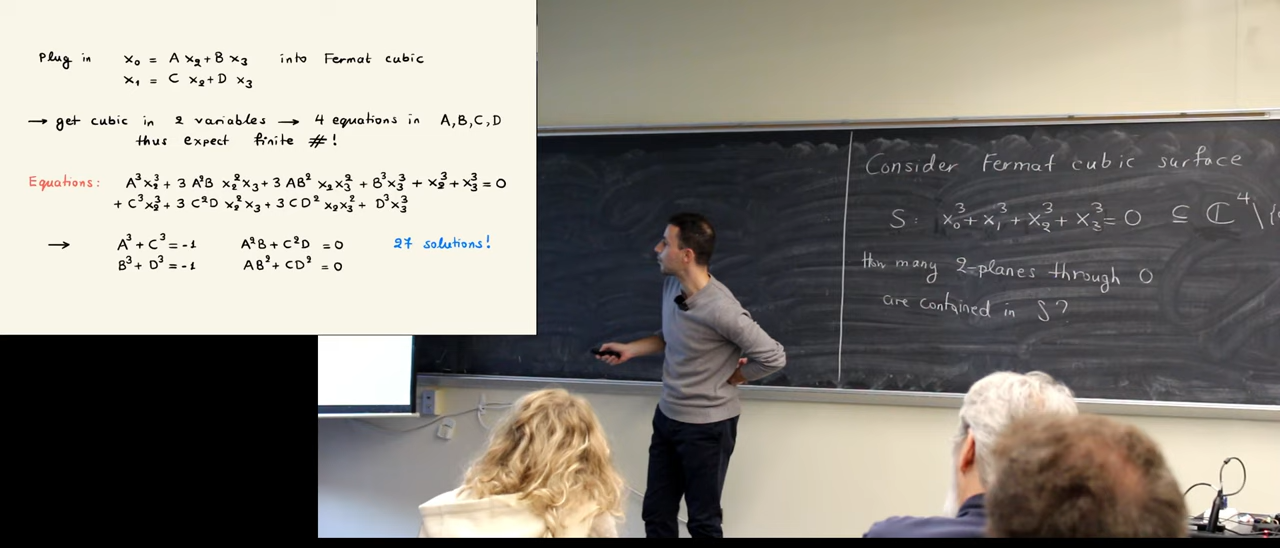 Plug in x₀ = A x₂ + B x₃ into Fermat cubic
x₁ = C x₂ + D x₃
→ get cubic in 2 variables → 4 equations in A, B, C, D
thus expect finite #!
Equations: A³x₂³ + 3 A²B x₂²x₃ + 3 AB² x₂x₃² + B³x₃³ + x₂³ + x₃³ = 0
+ C³x₂³ + 3 C²D x₂²x₃ + 3 CD² x₂x₃² + D³x₃³
→ A³ + C³ = -1 A²B + C²D = 0 27 solutions!
B³ + D³ = -1 AB² + CD² = 0
Consider Fermat cubic surface
S: x₀³ + x₁³ + x₂³ + x₃³ = 0 ⊆ ℂ⁴ \ {
How many 2-planes through 0
are contained in S?